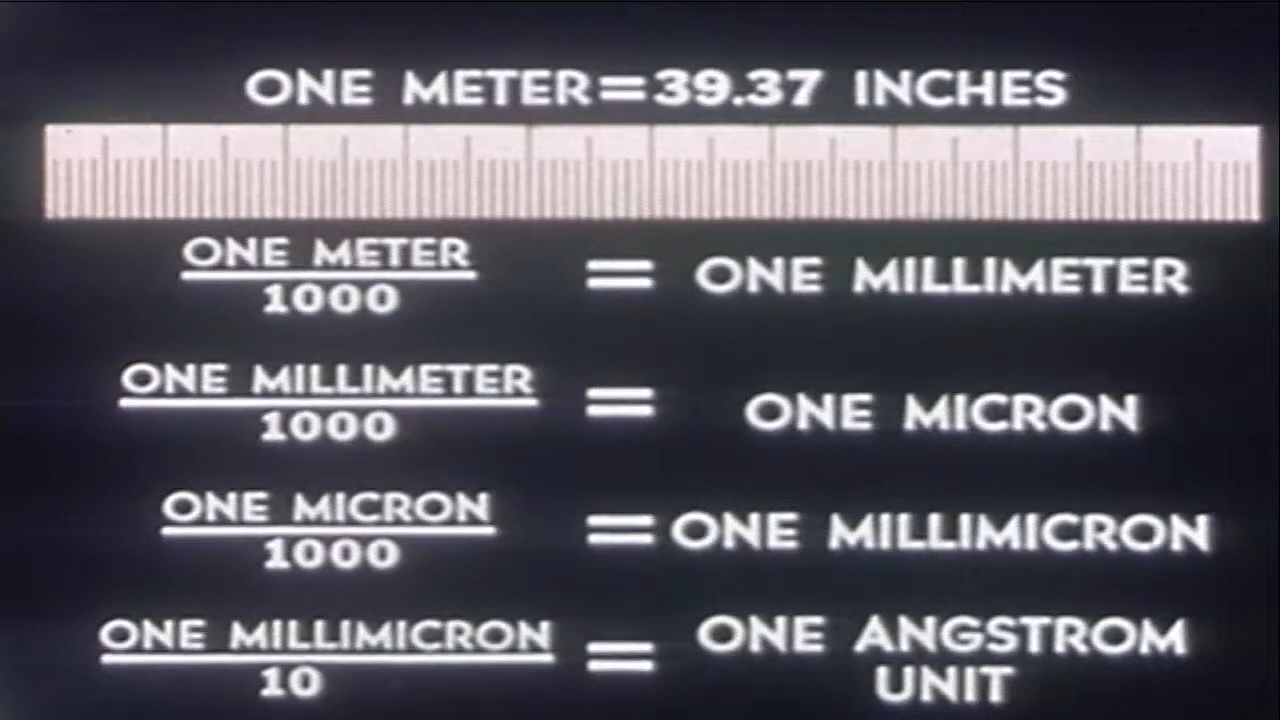 ONE METER=39.37 INCHES
ONE METER
1000
= ONE MILLIMETER
ONE MILLIMETER
1000
= ONE MICRON
ONE MICRON
1000
= ONE MILLIMICRON
ONE MILLIMICRON
10
= ONE ANGSTROM
UNIT